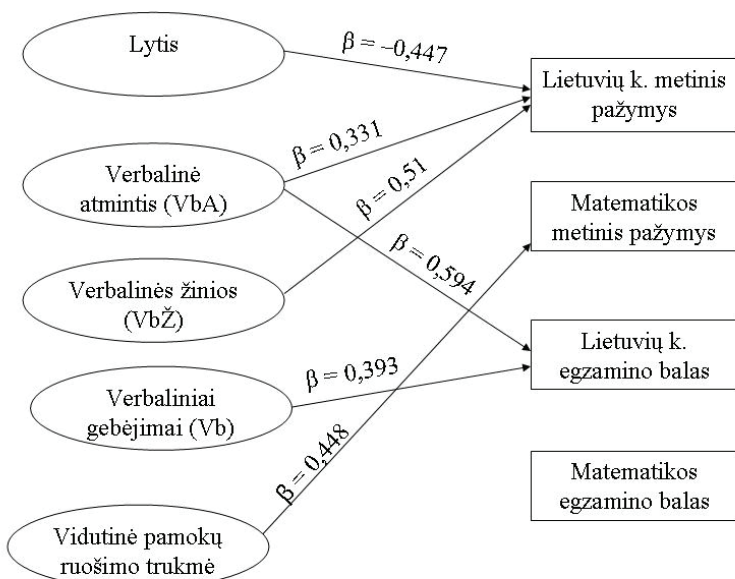 Lytis
β = –0,447
Lietuvių k. metinis
pažymys
Verbalinė
atmintis (VbA)
β = 0,331
β = 0,51
Matematikos
metinis pažymys
Verbalinės žinios
(VbŽ)
β = 0,594
Lietuvių k.
egzamino balas
Verbaliniai
gebėjimai (Vb)
β = 0,393
β = 0,448
Matematikos
egzamino balas
Vidutinė pamokų
ruošimo trukmė